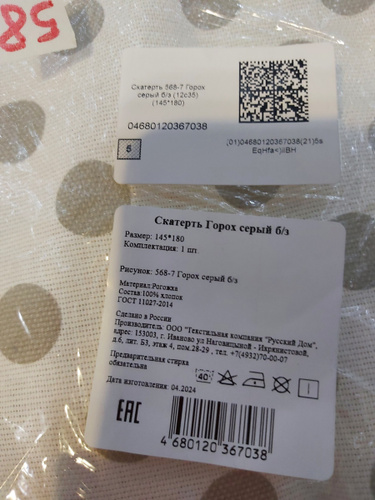 58
Скатерть 568-7 Горох
серый б/з (12с35)
(145*180)
04680120367038
5
(01)04680120367038(21)5s
Скатерть Горох серый б/з
Размер: 145*180
Комплектация: 1 шт.
Рисунок: 568-7 Горох серый б/з
Материал:Рогожка
Состав:100% хлопок
ГОСТ 11027-2014
Сделано в России
Производитель: ООО "Текстильная компания "Русский Дом",
адрес: 153003, г. Иваново ул Наговицыной - Икрянистовой,
д.6, лит. Б3, этаж 4, пом.28-29 , тел. +7(4932)70-00-07
Предварительная стирка
обязательна
40°
Дата изготовления: 04.2024
EAC
4 680120 367038